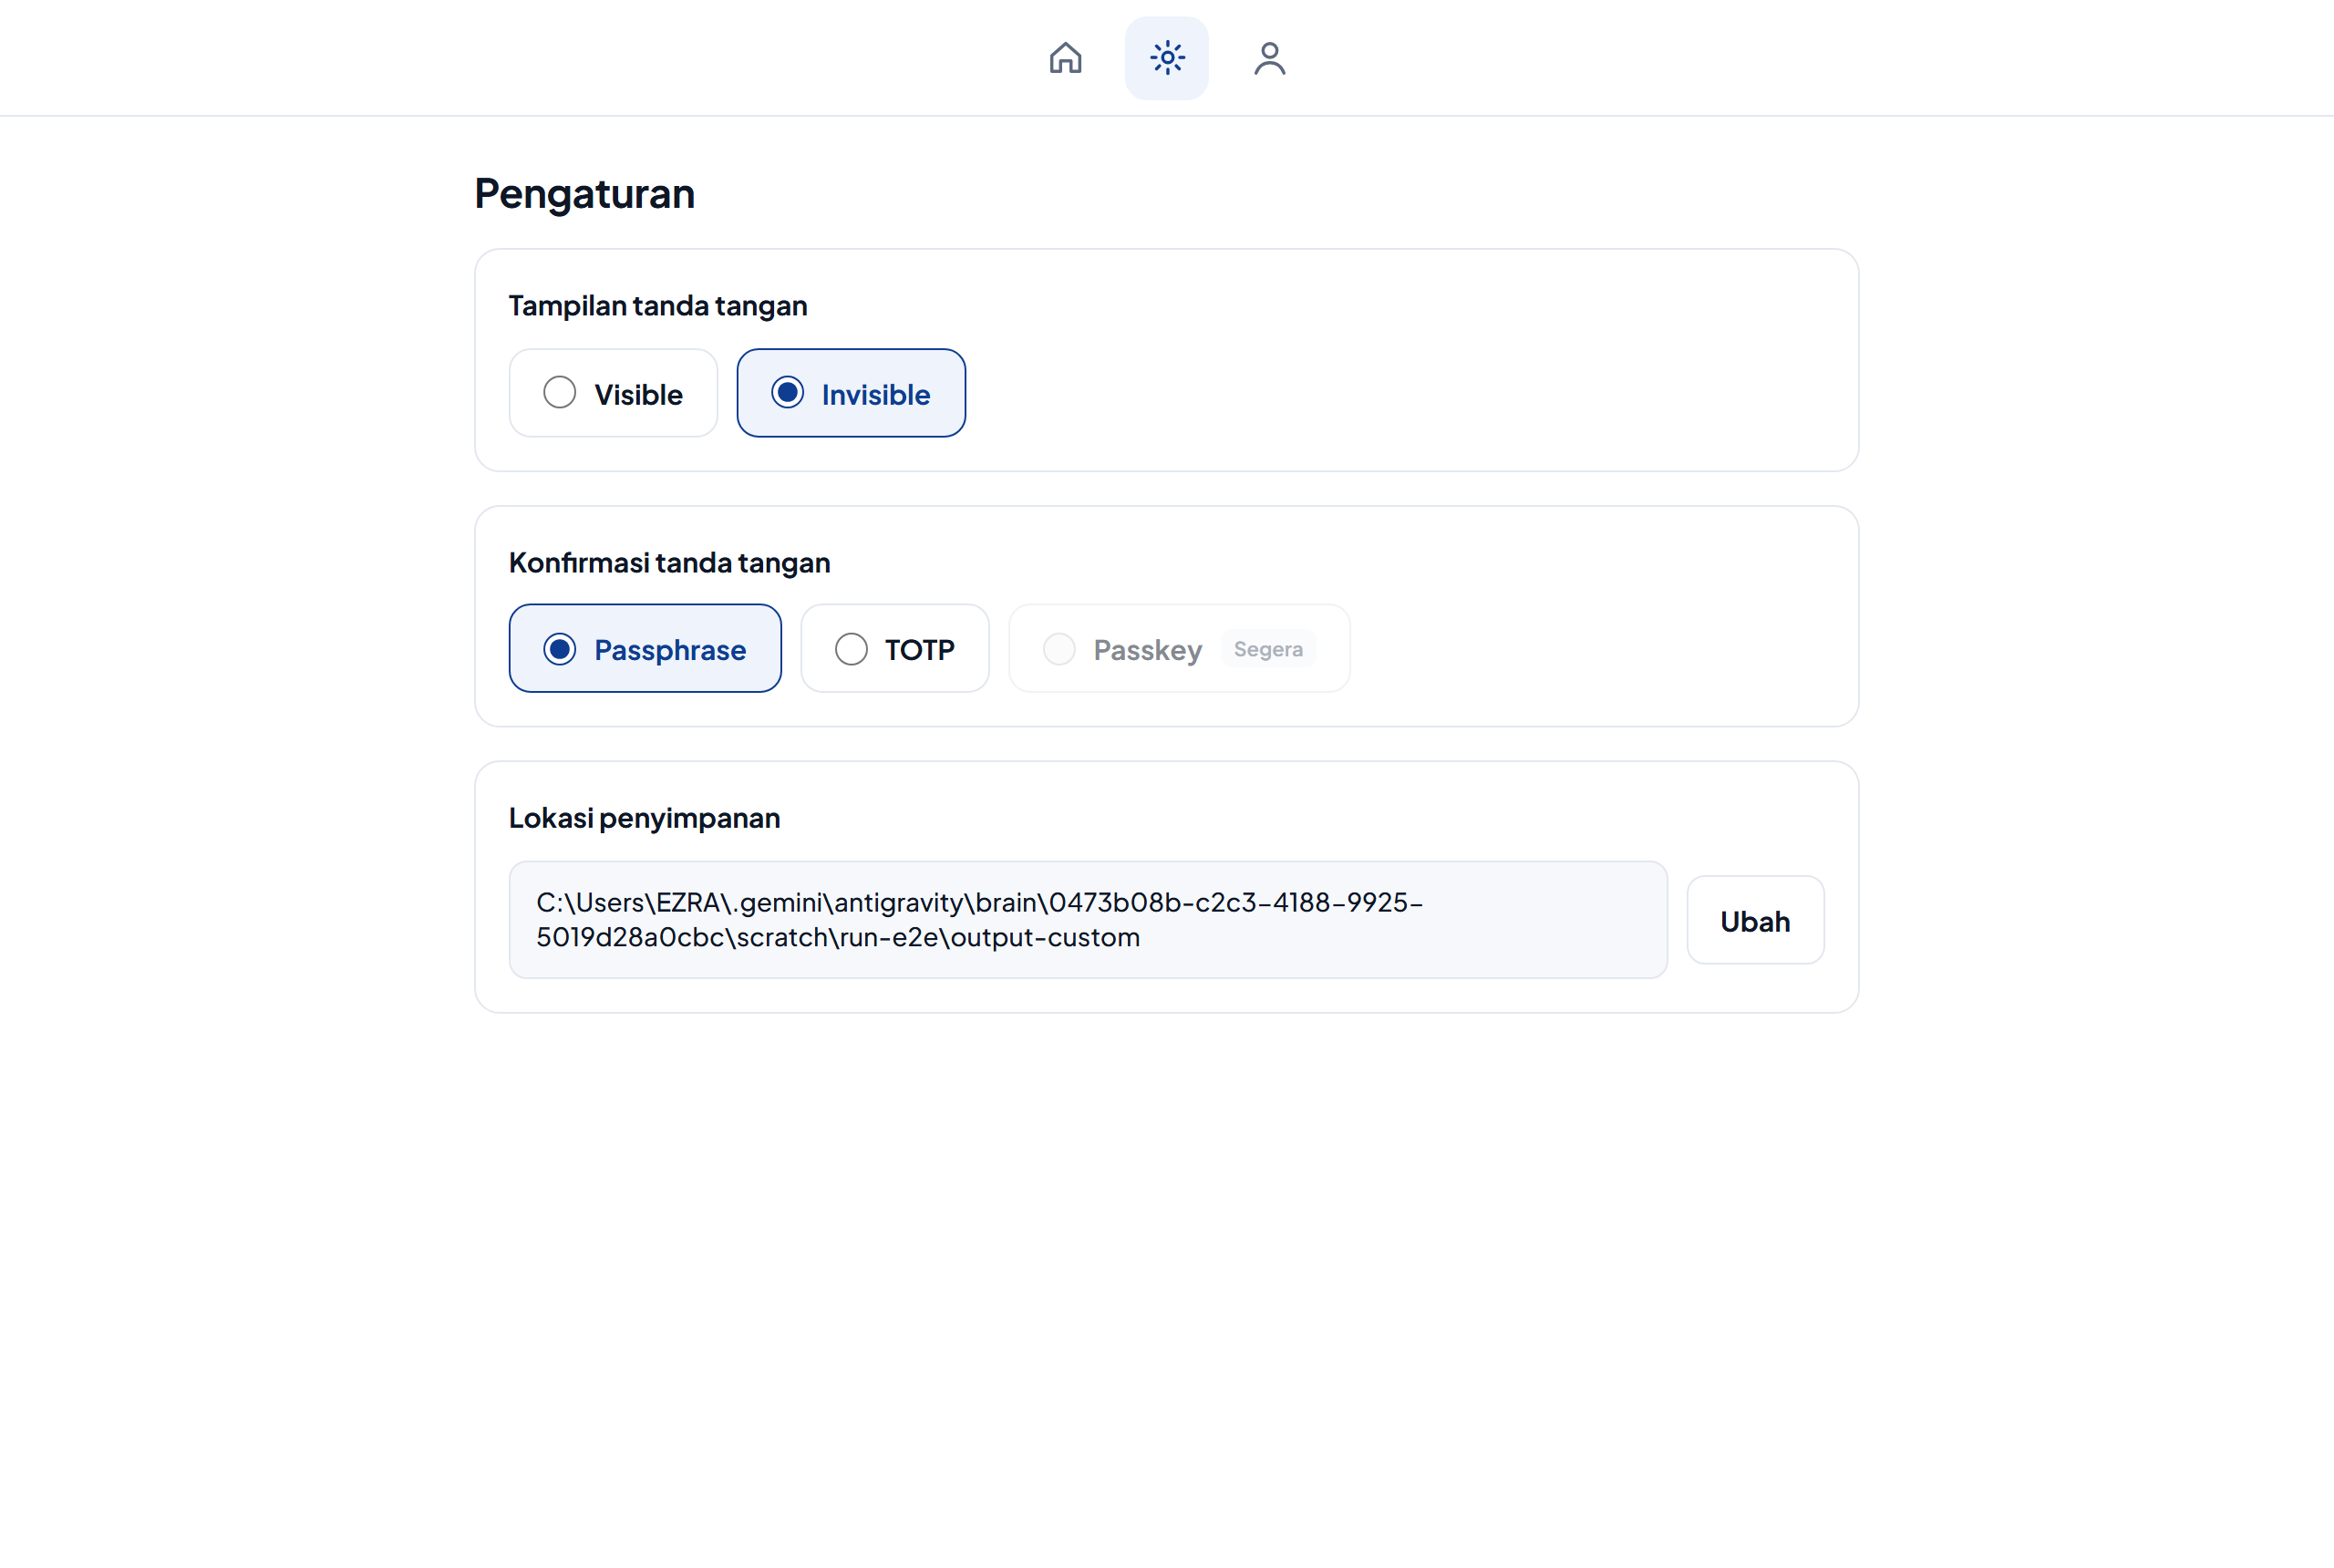 Pengaturan
Tampilan tanda tangan
Visible
Invisible
Konfirmasi tanda tangan
Passphrase
TOTP
Passkey
Segera
Lokasi penyimpanan
C:\Users\EZRA\.gemini\antigravity\brain\0473b08b-c2c3-4188-9925-
5019d28a0cbc\scratch\run-e2e\output-custom
Ubah